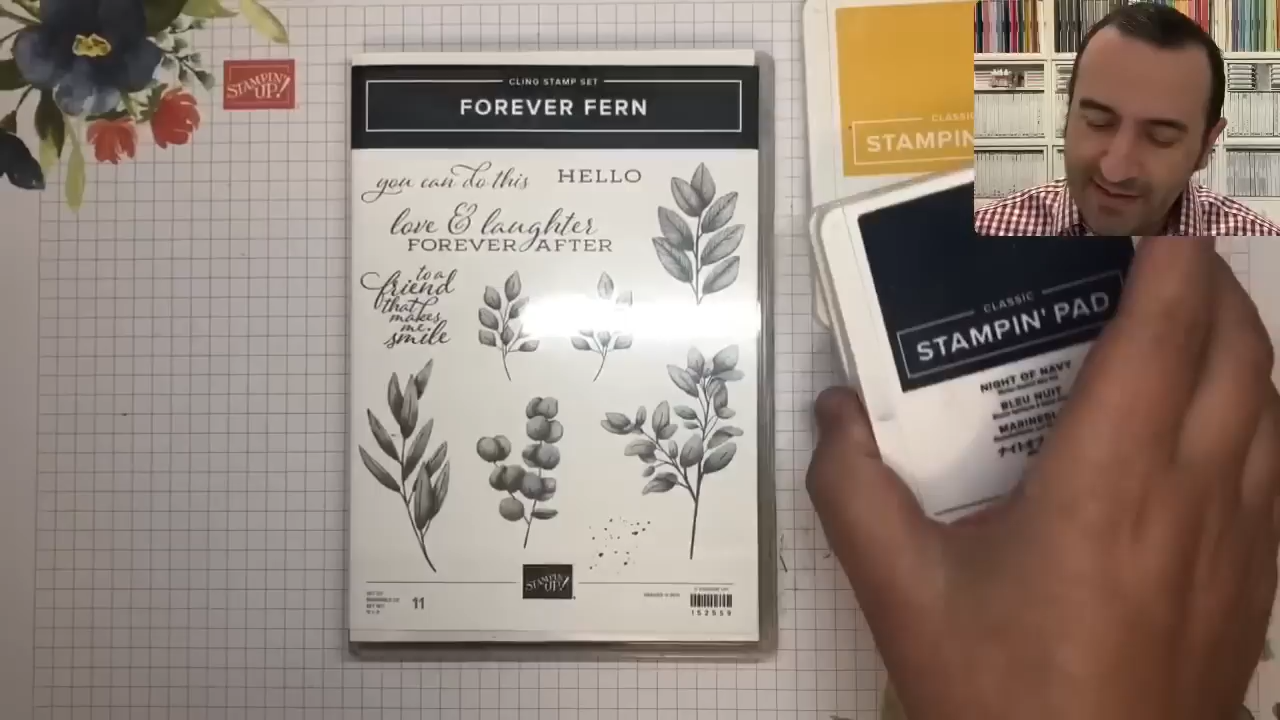 STAMPIN' UP!
CLING STAMP SET
FOREVER FERN
you can do this
HELLO
love & laughter
FOREVER AFTER
to a
friend
that
makes
me
smile
STAMPIN' UP!
11
152559
CLASSIC
STAMPIN
CLASSIC
STAMPIN' PAD
NIGHT OF NAVY
BLEU NUIT